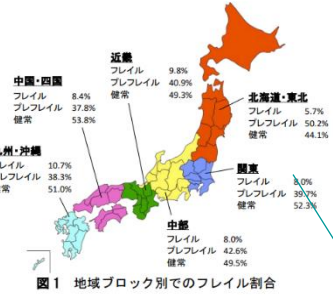 近畿
フレイル 9.8%
プレフレイル 40.9%
健常 49.3%
中国・四国
フレイル 8.4%
プレフレイル 37.8%
健常 53.8%
北海道・東北
フレイル 5.7%
プレフレイル 50.2%
健常 44.1%
州・沖縄
レイル 10.7%
レフレイル 38.3%
常 51.0%
関東
フレイル 8.0%
プレフレイル 39.7%
健常 52.3%
中部
フレイル 8.0%
プレフレイル 42.6%
健常 49.5%
図1 地域ブロック別でのフレイル割合